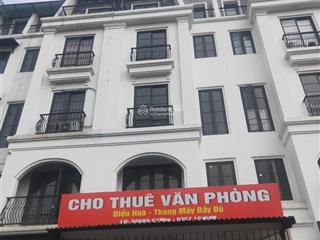 CHO THUÊ VĂN PHÒNG
Điều Hoà - Thang Máy Đầy Đủ